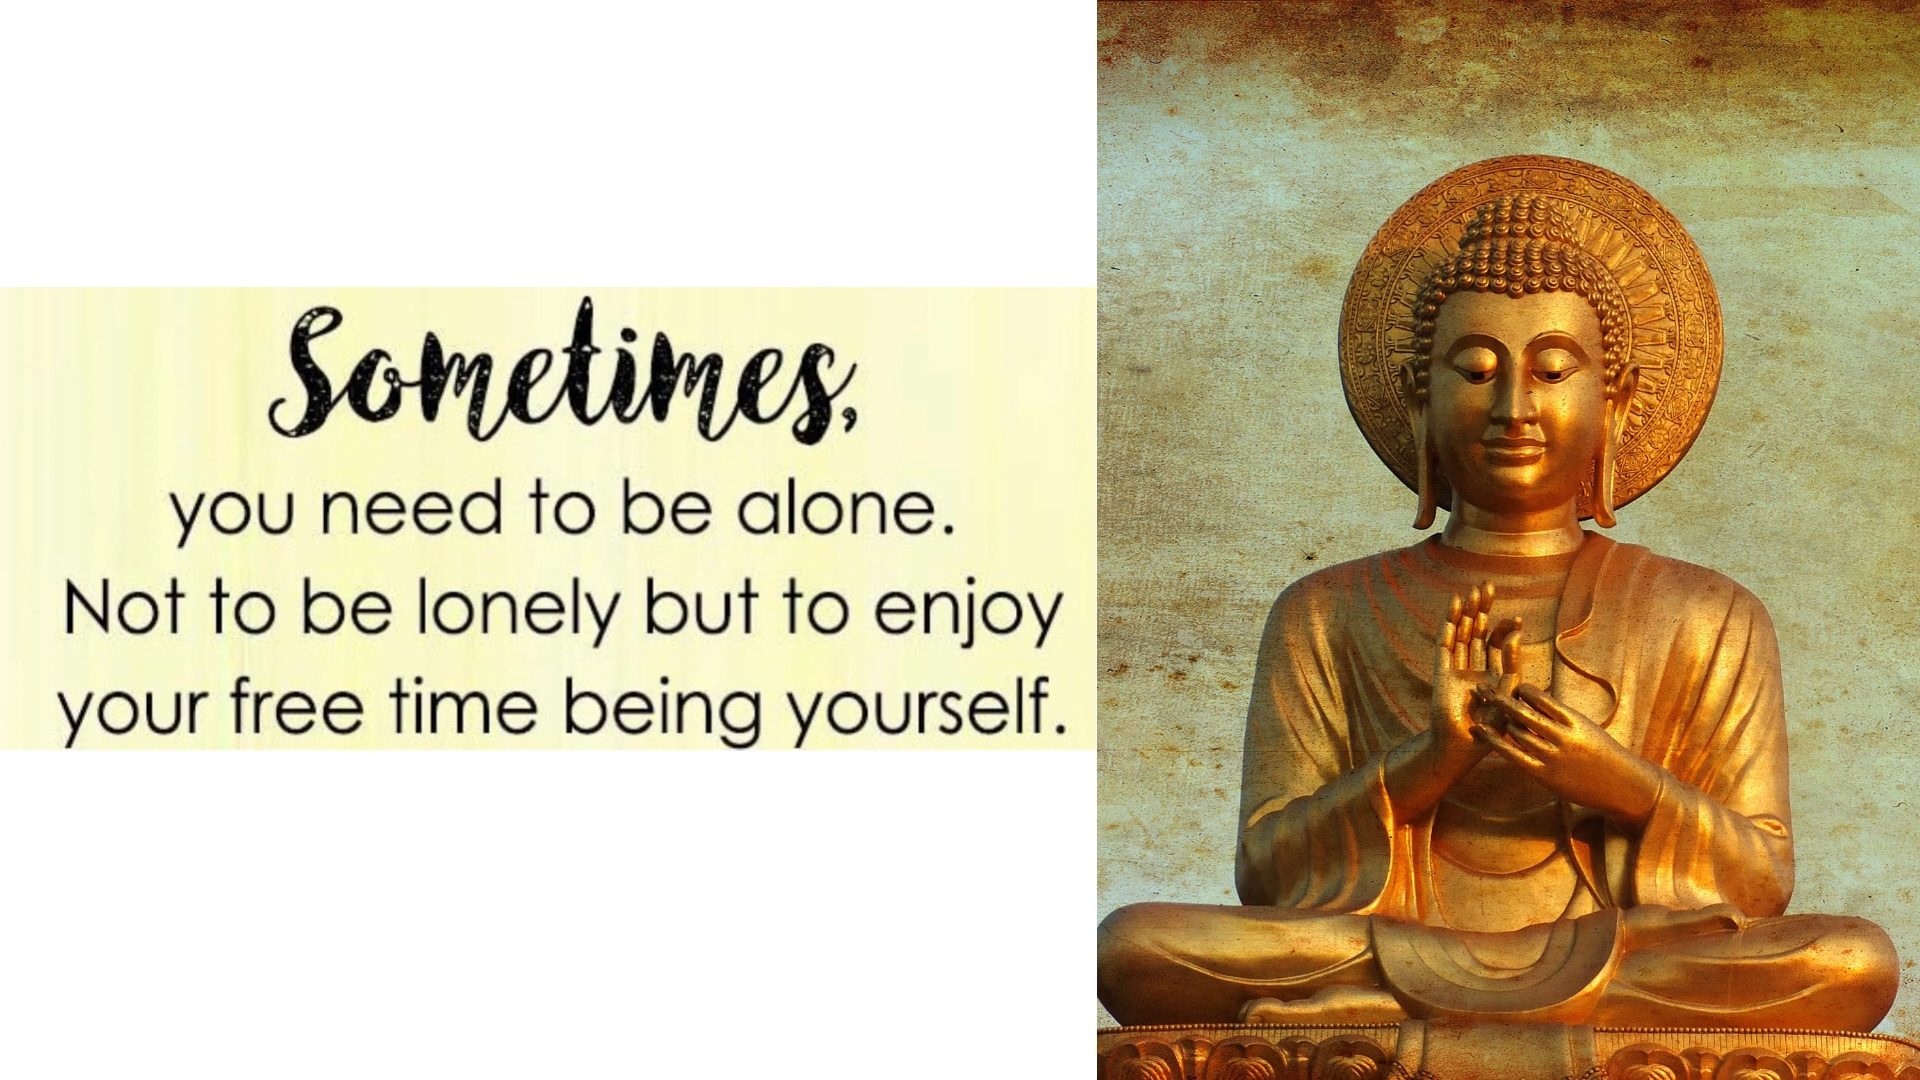 Sometimes,
you need to be alone.
Not to be lonely but to enjoy
your free time being yourself.